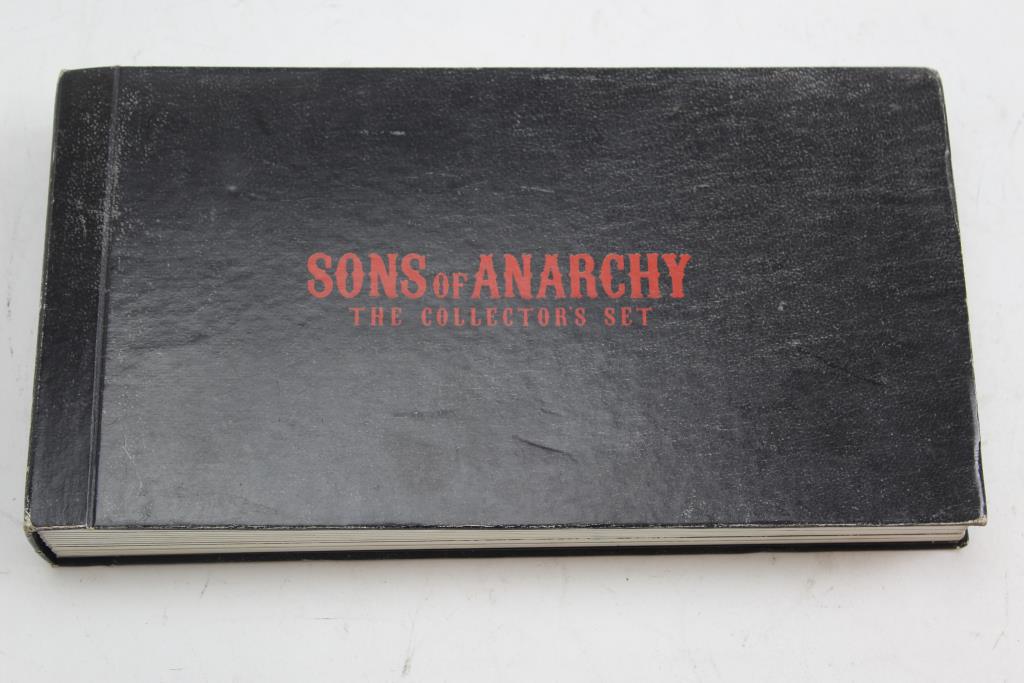 SONS OF ANARCHY
THE COLLECTOR'S SET